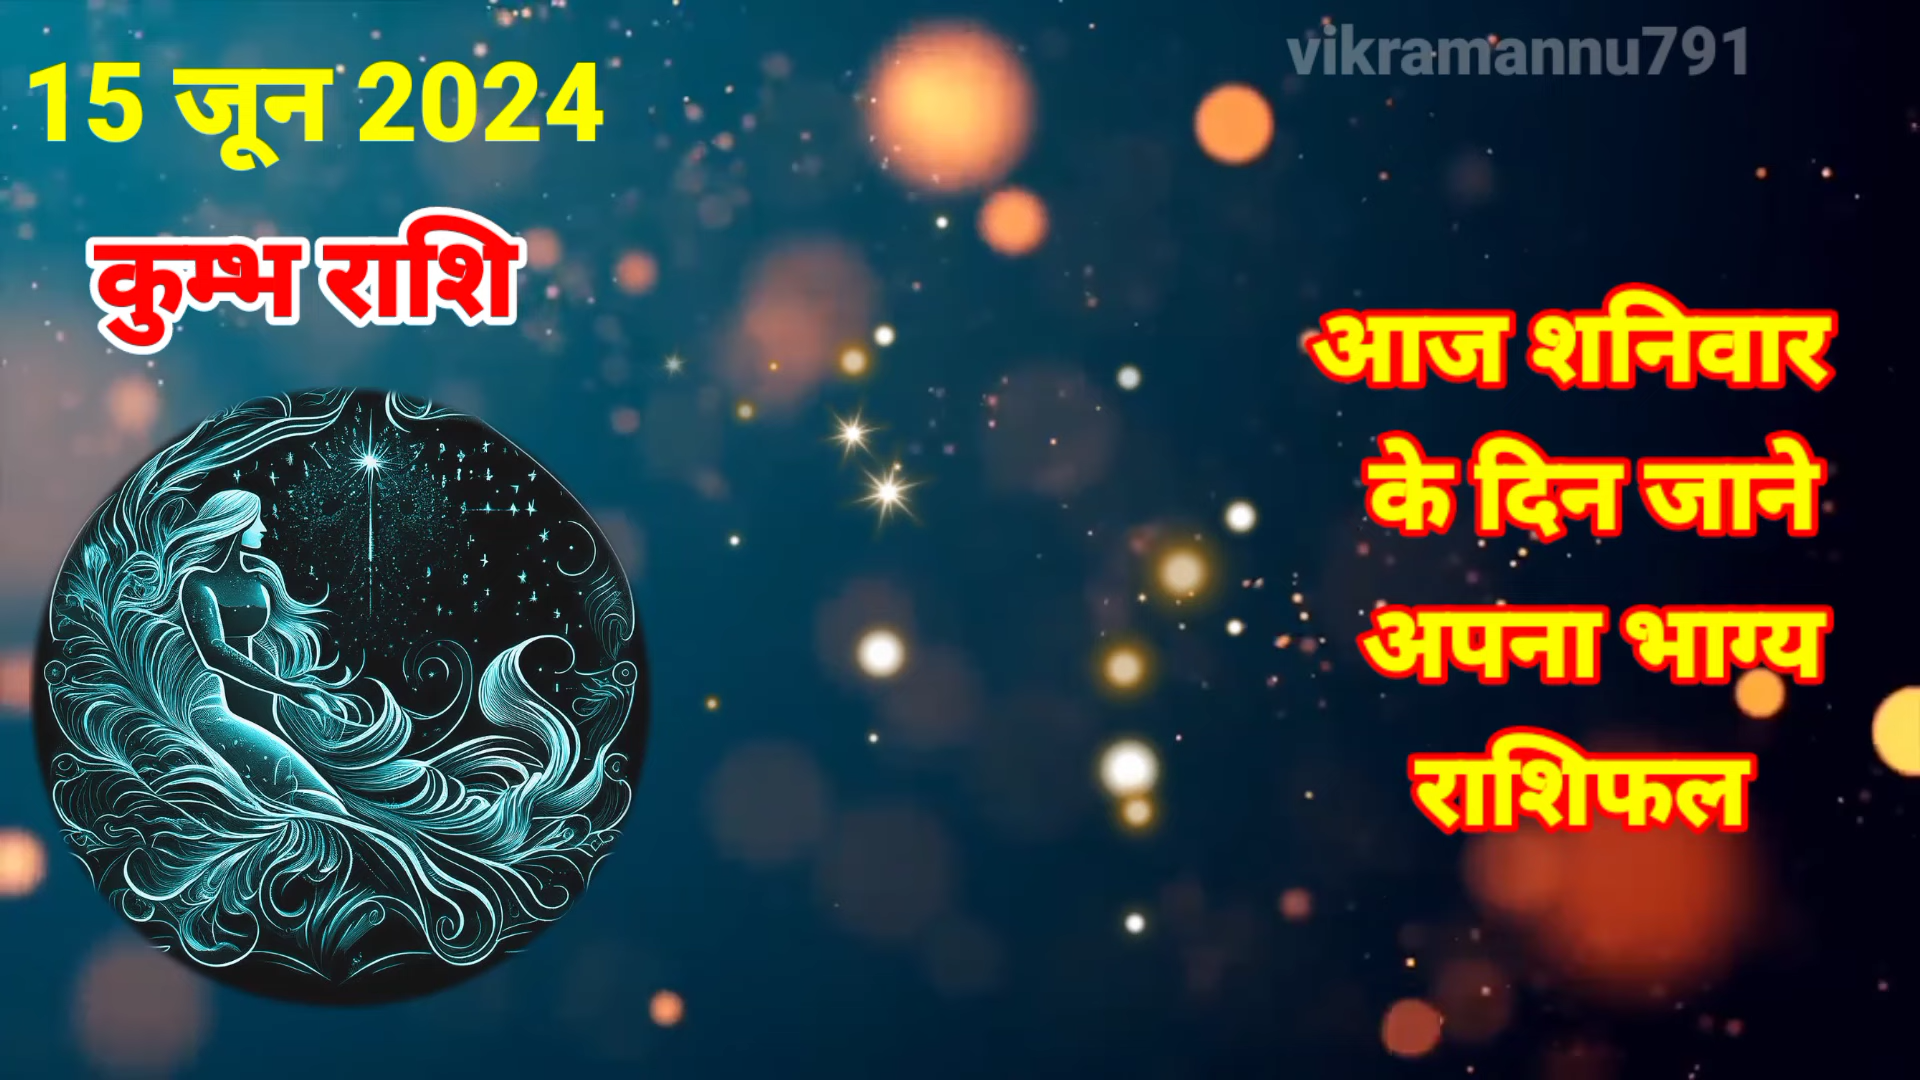 15 जून 2024
कुम्भ राशि
vikramannu791
आज शनिवार
के दिन जाने
अपना भाग्य
राशिफल